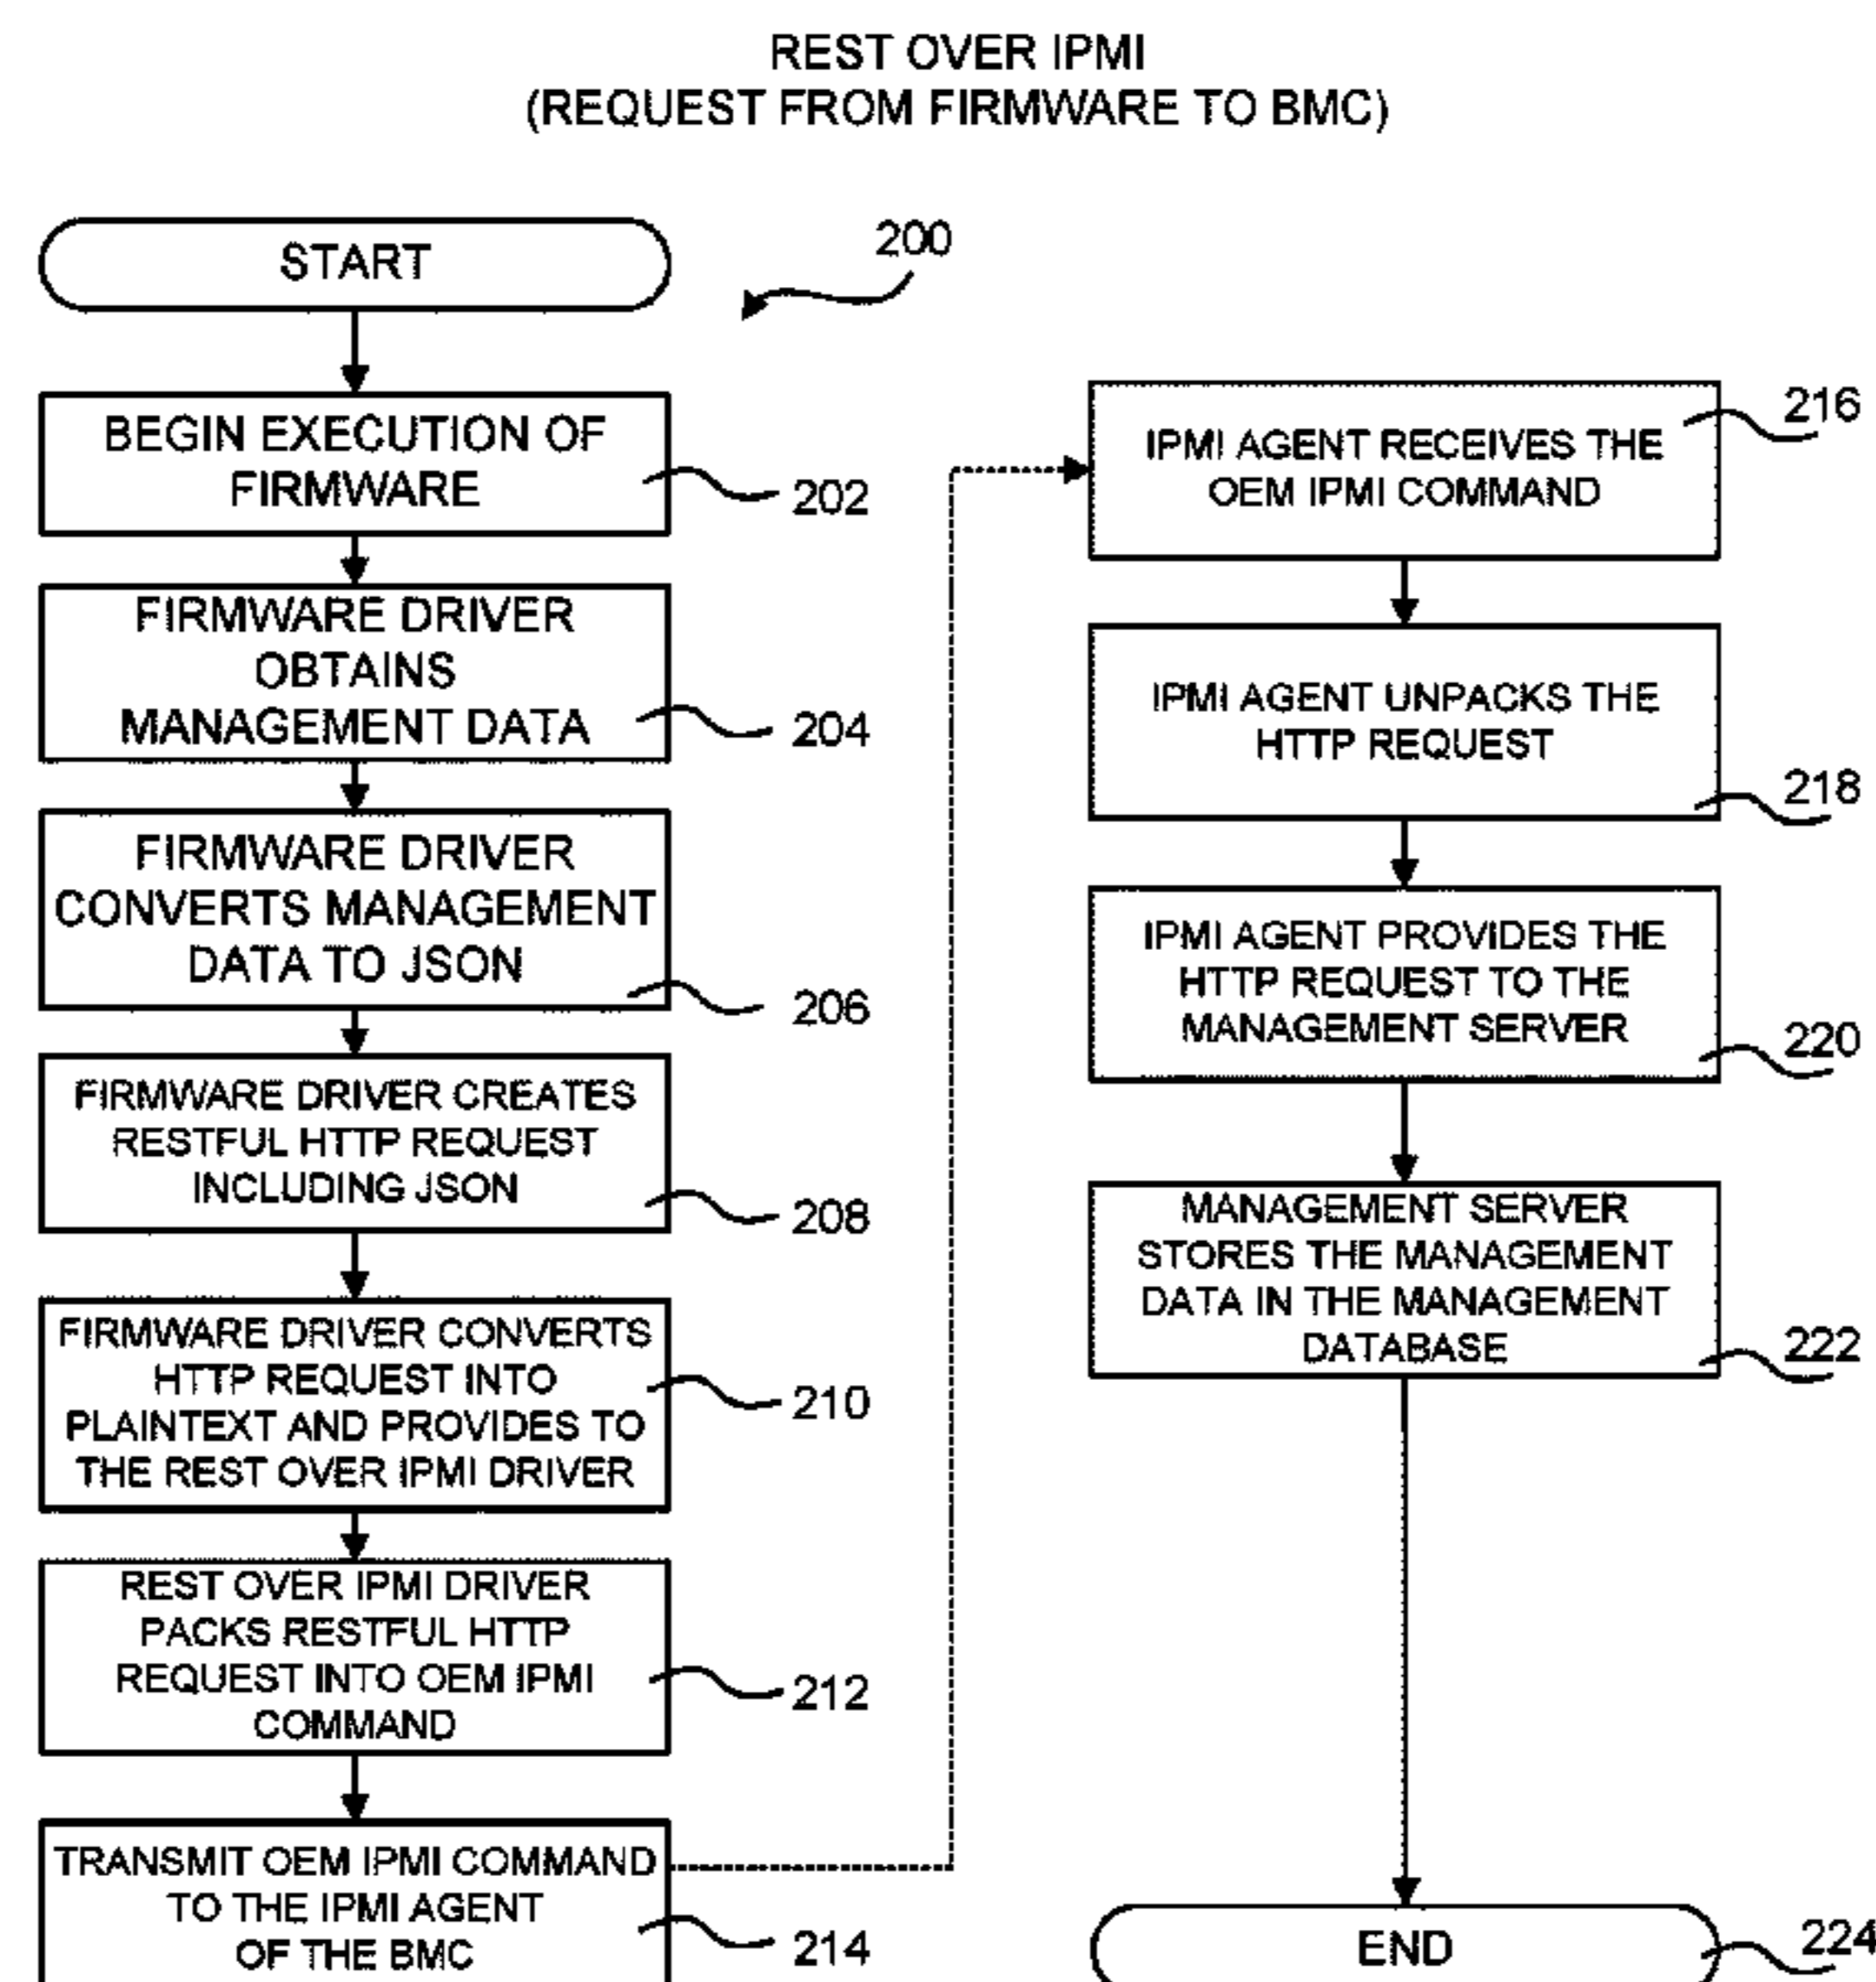 REST OVER IPMI
(REQUEST FROM FIRMWARE TO BMC)
START
200
BEGIN EXECUTION OF
FIRMWARE
202
FIRMWARE DRIVER
OBTAINS
MANAGEMENT DATA
204
FIRMWARE DRIVER
CONVERTS MANAGEMENT
DATA TO JSON
206
FIRMWARE DRIVER CREATES
RESTFUL HTTP REQUEST
INCLUDING JSON
208
FIRMWARE DRIVER CONVERTS
HTTP REQUEST INTO
PLAINTEXT AND PROVIDES TO
THE REST OVER IPMI DRIVER
210
REST OVER IPMI DRIVER
PACKS RESTFUL HTTP
REQUEST INTO OEM IPMI
COMMAND
212
TRANSMIT OEM IPMI COMMAND
TO THE IPMI AGENT
OF THE BMC
214
IPMI AGENT RECEIVES THE
OEM IPMI COMMAND
216
IPMI AGENT UNPACKS THE
HTTP REQUEST
218
IPMI AGENT PROVIDES THE
HTTP REQUEST TO THE
MANAGEMENT SERVER
220
MANAGEMENT SERVER
STORES THE MANAGEMENT
DATA IN THE MANAGEMENT
DATABASE
222
END
224